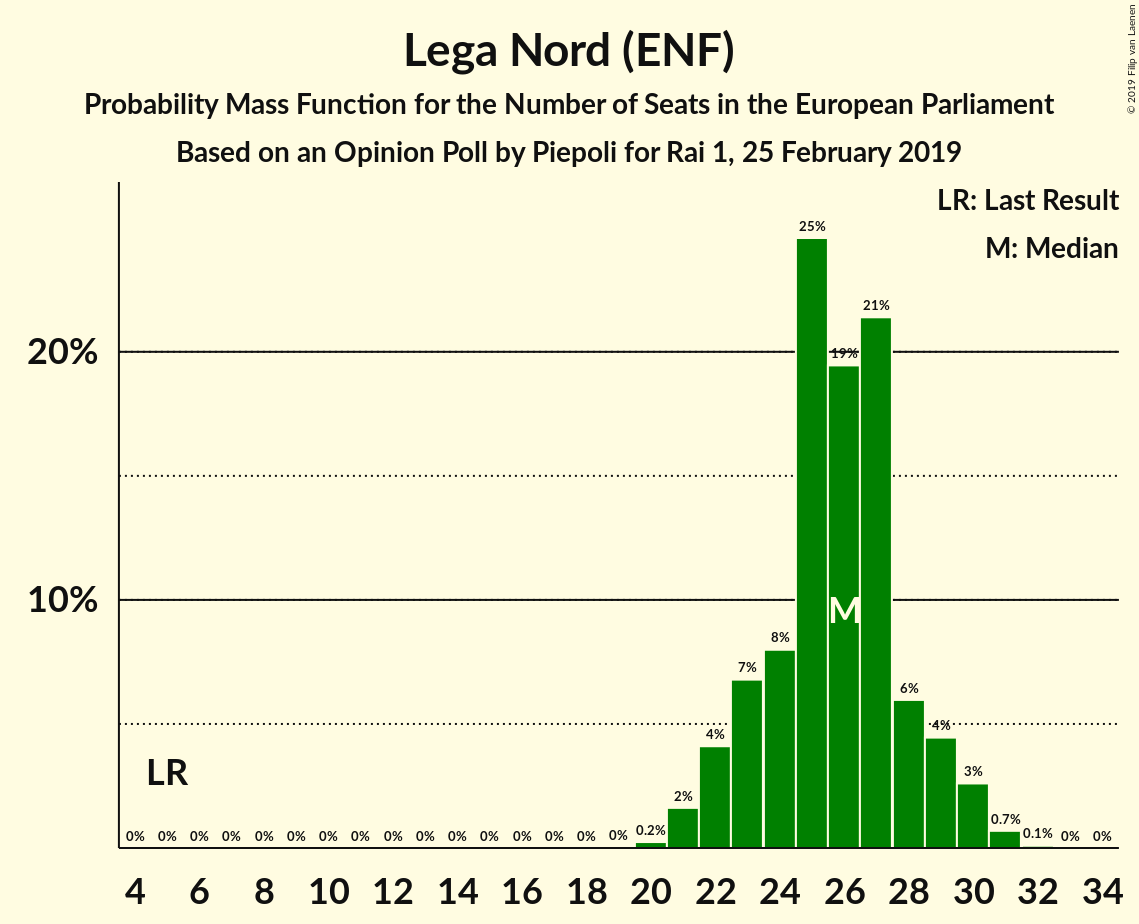 Lega Nord (ENF)
Probability Mass Function for the Number of Seats in the European Parliament
Based on an Opinion Poll by Piepoli for Rai 1, 25 February 2019
© 2019 Filip van Laenen
LR: Last Result
M: Median
20%
10%
25%
19%
21%
8%
7%
6%
4%
4%
3%
2%
0.7%
0.2%
0.1%
M
LR
0% 0% 0% 0% 0% 0% 0% 0% 0% 0% 0% 0% 0% 0% 0% 0% 0% 0%
4 6 8 10 12 14 16 18 20 22 24 26 28 30 32 34